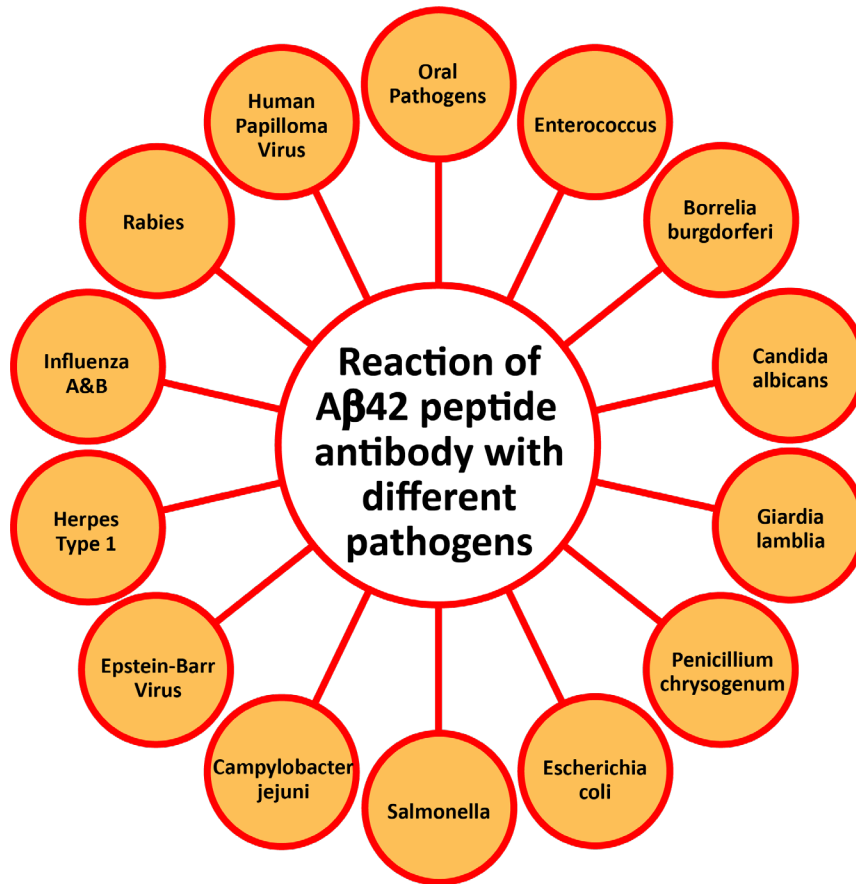 Reaction of
Aβ42 peptide
antibody with
different
pathogens
Oral
Pathogens
Enterococcus
Borrelia
burgdorferi
Candida
albicans
Giardia
lamblia
Penicillium
chrysogenum
Escherichia
coli
Salmonella
Campylobacter
jejuni
Epstein-Barr
Virus
Herpes
Type 1
Influenza
A&B
Rabies
Human
Papilloma
Virus